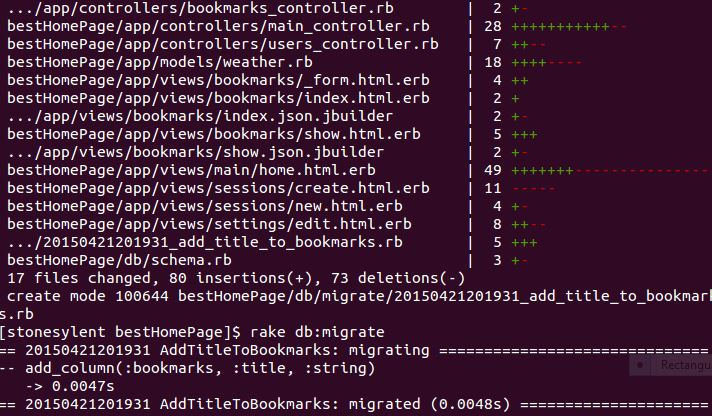 .../app/controllers/bookmarks_controller.rb | 2 +-
bestHomePage/app/controllers/main_controller.rb | 28 +++++++++++--
bestHomePage/app/controllers/users_controller.rb | 7 ++--
bestHomePage/app/models/weather.rb | 18 ++++----
bestHomePage/app/views/bookmarks/_form.html.erb | 4 ++
bestHomePage/app/views/bookmarks/index.html.erb | 2 +
.../app/views/bookmarks/index.json.jbuilder | 2 +-
bestHomePage/app/views/bookmarks/show.html.erb | 5 +++
.../app/views/bookmarks/show.json.jbuilder | 2 +-
bestHomePage/app/views/main/home.html.erb | 49 +++++++----------------
bestHomePage/app/views/sessions/create.html.erb | 11 -----
bestHomePage/app/views/sessions/new.html.erb | 4 +-
bestHomePage/app/views/settings/edit.html.erb | 8 ++--
.../20150421201931_add_title_to_bookmarks.rb | 5 +++
bestHomePage/db/schema.rb | 3 +-
17 files changed, 80 insertions(+), 73 deletions(-)
create mode 100644 bestHomePage/db/migrate/20150421201931_add_title_to_bookmark
s.rb
[stonesylent bestHomePage]$ rake db:migrate
== 20150421201931 AddTitleToBookmarks: migrating ==============================
-- add_column(:bookmarks, :title, :string)
Rectangu
-> 0.0047s
== 20150421201931 AddTitleToBookmarks: migrated (0.0048s) =====================